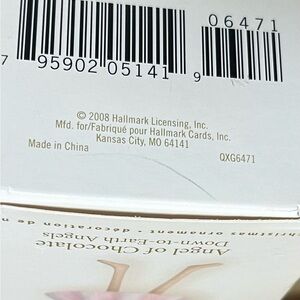 06471
7 95902 05141 9
© 2008 Hallmark Licensing, Inc.
Mfd. for/Fabriqué pour Hallmark Cards, Inc.
Kansas City, MO 64141
Made in China
QXG6471
christmas ornament • décoration de n
Down-to-Earth Angels
Angel of Chocolate